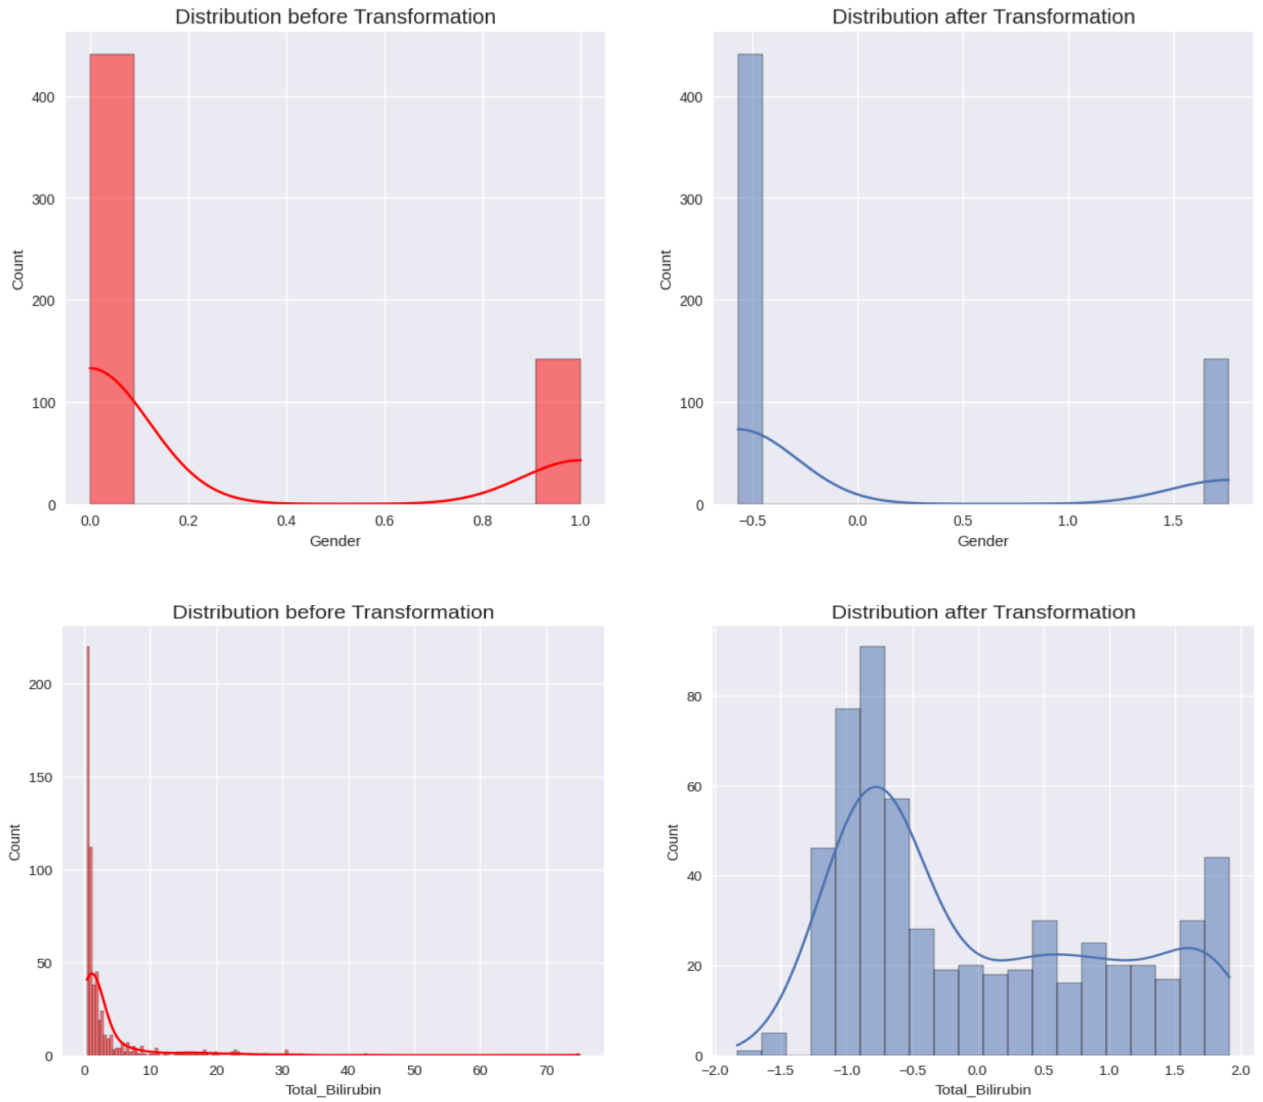 Distribution before Transformation
Distribution after Transformation
400
300
200
100
0
Count
0.0 0.2 0.4 0.6 0.8 1.0
Gender
400
300
200
100
0
Count
−0.5 0.0 0.5 1.0 1.5
Gender
Distribution before Transformation
Distribution after Transformation
200
150
100
50
0
Count
0 10 20 30 40 50 60 70
Total_Bilirubin
80
60
40
20
0
Count
−2.0 −1.5 −1.0 −0.5 0.0 0.5 1.0 1.5 2.0
Total_Bilirubin